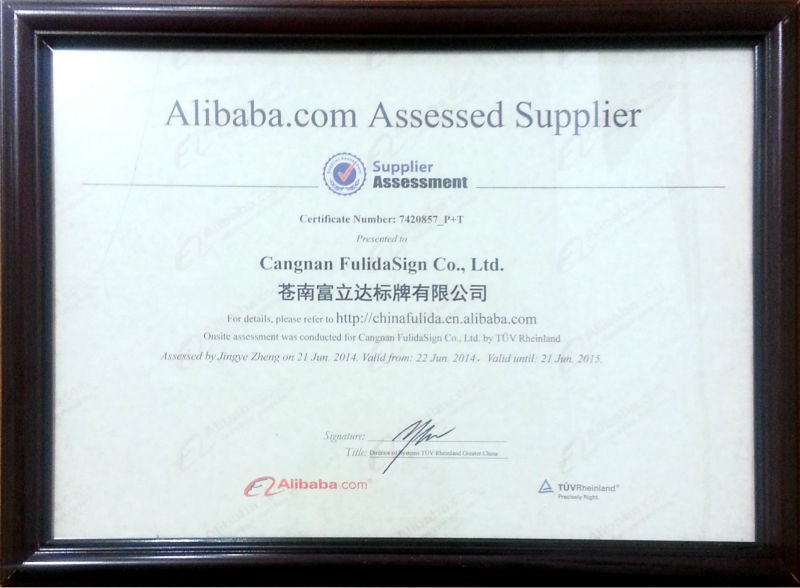 Alibaba.com Assessed Supplier
Supplier
Assessment
Certificate Number: 7420857_P+T
Presented to
Cangnan FulidaSign Co., Ltd.
苍南富立达标牌有限公司
For details, please refer to http://chinafulida.en.alibaba.com
Onsite assessment was conducted for Cangnan FulidaSign Co., Ltd. by TÜV Rheinland
Assessed by Jingye Zheng on 21 Jun. 2014. Valid from: 22 Jun. 2014, Valid until: 21 Jun. 2015.
Signature:
Title: Director of Systems TÜV Rheinland Greater China
Alibaba.com®
TÜVRheinland®
Precisely Right.